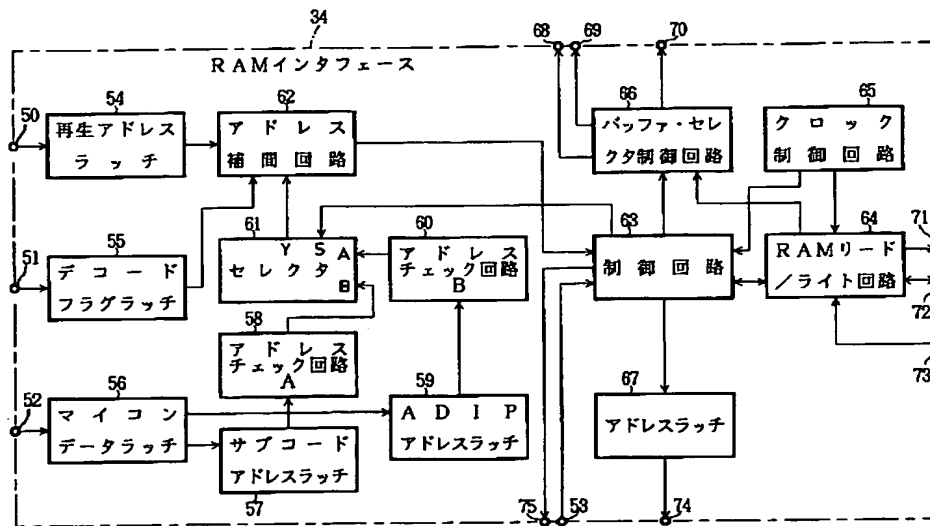 34
68
69
70
RAMインタフェース
50
54
再生アドレス
ラッチ
62
アドレス
補間回路
66
バッファ・セレ
クタ制御回路
65
クロック
制御回路
51
55
デコード
フラグラッチ
61
Y S A
セレクタ
B
60
アドレス
チェック回路
B
63
制御回路
64
RAMリード
/ライト回路
71
72
73
58
アドレス
チェック回路
A
52
56
マイコン
データラッチ
59
ADIP
アドレスラッチ
67
アドレスラッチ
サブコード
アドレスラッチ
57
75
53
74